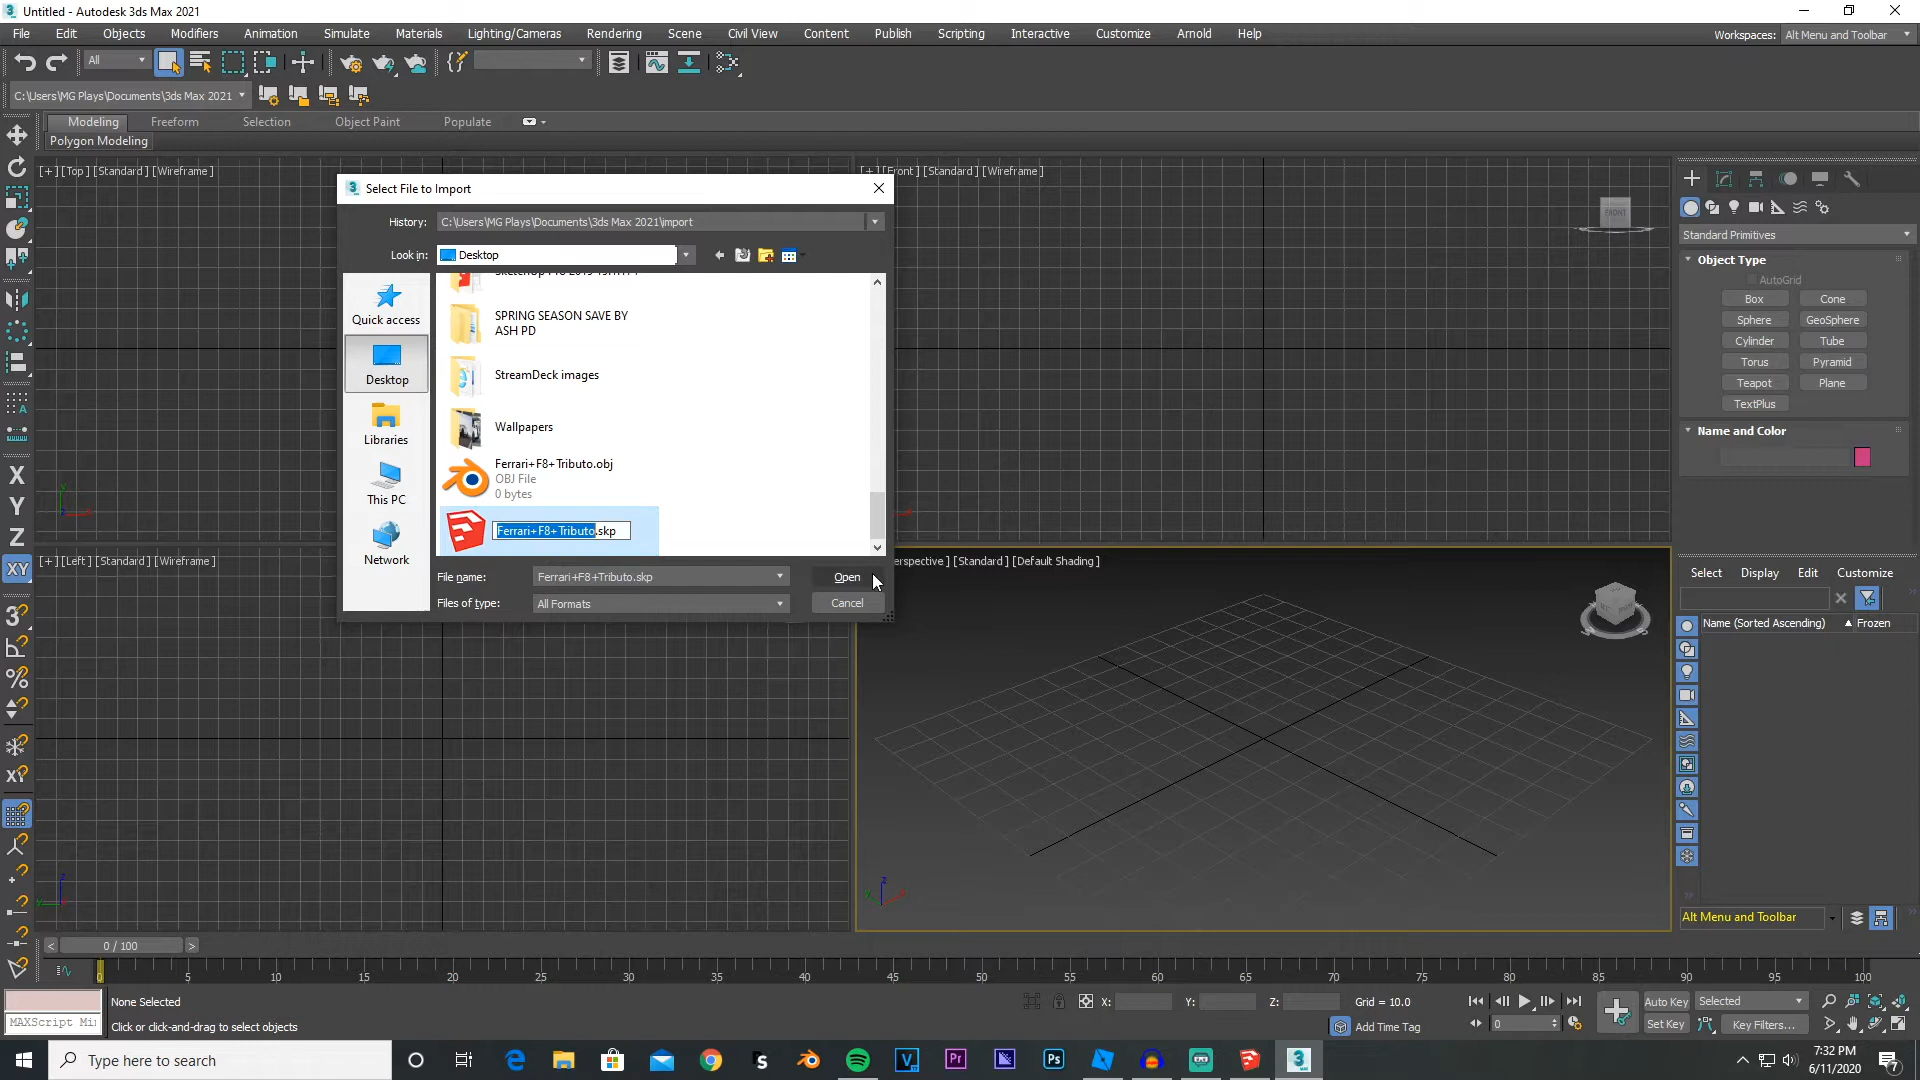 Untitled - Autodesk 3ds Max 2021
File Edit Objects Modifiers Animation Simulate Materials Lighting/Cameras Rendering Scene Civil View Content Publish Scripting Interactive Customize Arnold Help
Workspaces: Alt Menu and Toolbar
All
C:\Users\MG Plays\Documents\3ds Max 2021
Modeling Freeform Selection Object Paint Populate
Polygon Modeling
[+] [Top] [Standard] [Wireframe]
[+] [Front] [Standard] [Wireframe]
FRONT
Select File to Import
History: C:\Users\MG Plays\Documents\3ds Max 2021\import
Look in: Desktop
Quick access
Desktop
Libraries
This PC
Network
SPRING SEASON SAVE BY
ASH PD
StreamDeck images
Wallpapers
Ferrari+F8+Tributo.obj
OBJ File
0 bytes
Ferrari+F8+Tributo.skp
File name: Ferrari+F8+Tributo.skp Open
Files of type: All Formats Cancel
Standard Primitives
Object Type
AutoGrid
Box Cone
Sphere GeoSphere
Cylinder Tube
Torus Pyramid
Teapot Plane
TextPlus
Name and Color
[+] [Left] [Standard] [Wireframe]
erspective] [Standard] [Default Shading]
X
Y
Z
XY
Select Display Edit Customize
Name (Sorted Ascending) Frozen
Alt Menu and Toolbar
< 0 / 100 >
0 5 10 15 20 25 30 35 40 45 50 55 60 65 70 75 80 85 90 95 100
None Selected
X: Y: Z: Grid = 10.0
Auto Key Selected
MAXScript Mi
Click or click-and-drag to select objects
Add Time Tag
0
Set Key Key Filters...
Type here to search
7:32 PM
6/11/2020